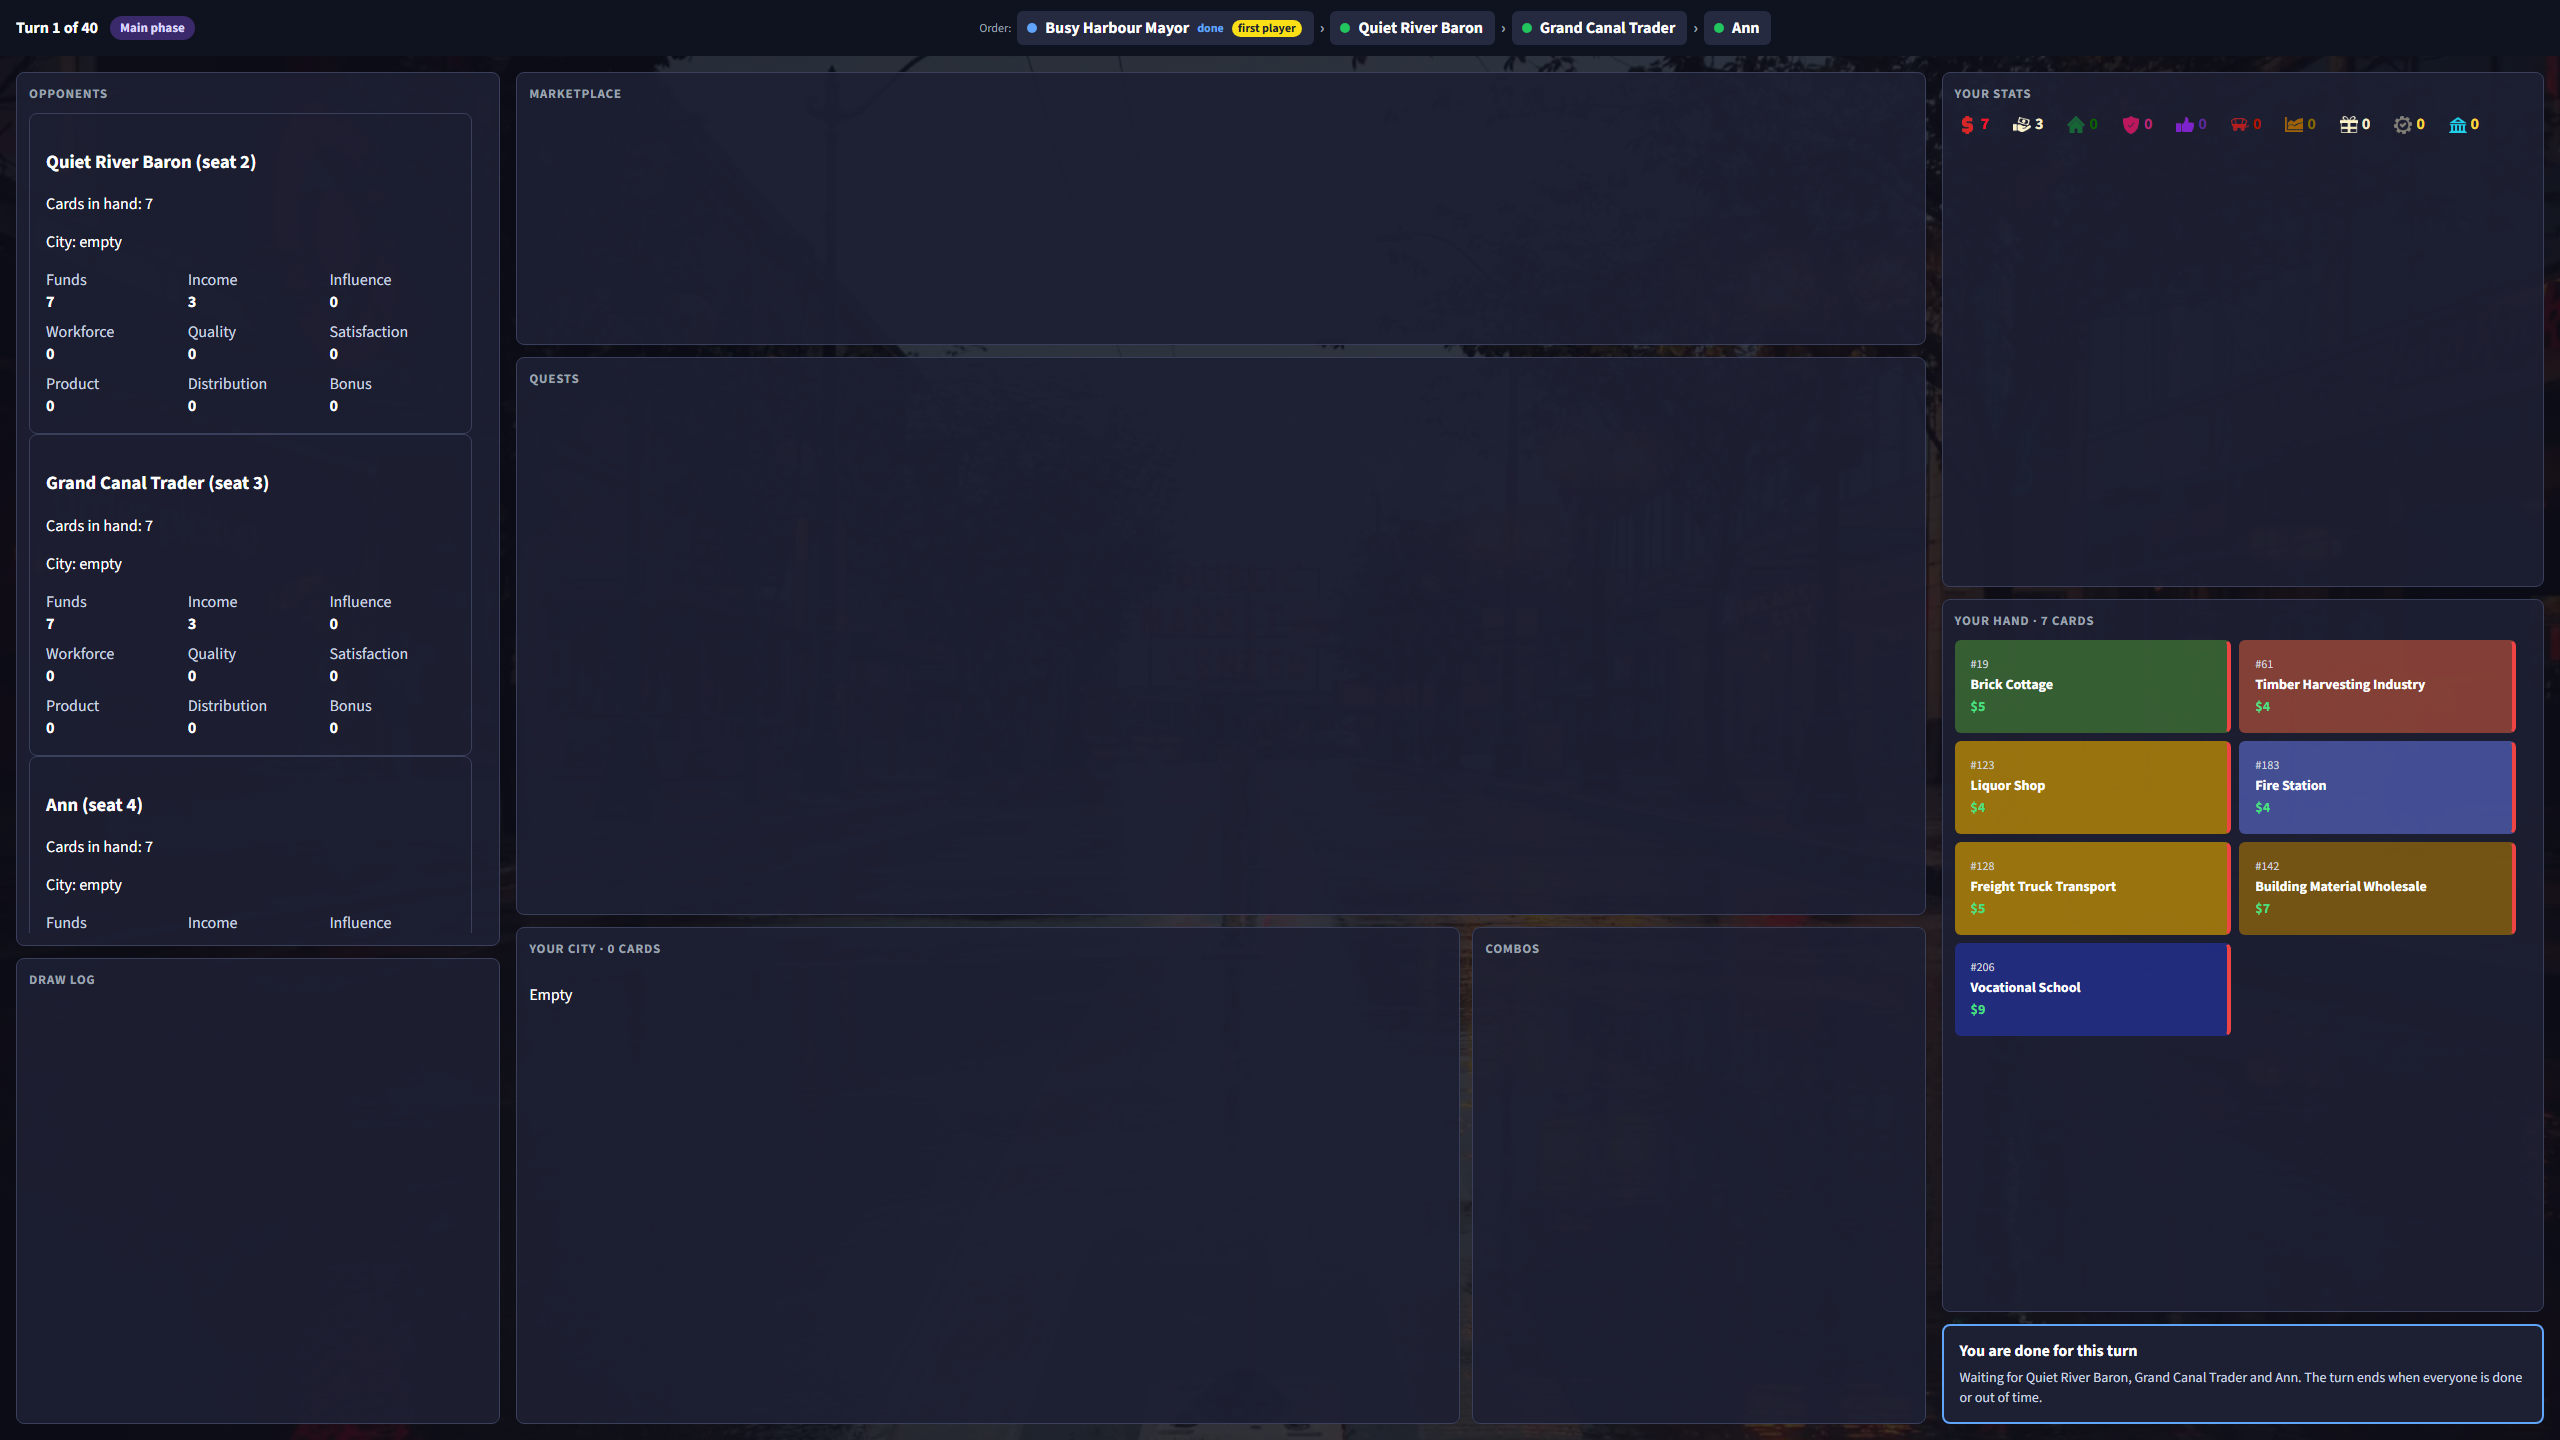 Turn 1 of 40 Main phase
Order: Busy Harbour Mayor done first player › Quiet River Baron › Grand Canal Trader › Ann
OPPONENTS
Quiet River Baron (seat 2)
Cards in hand: 7
City: empty
Funds Income Influence
7 3 0
Workforce Quality Satisfaction
0 0 0
Product Distribution Bonus
0 0 0
Grand Canal Trader (seat 3)
Cards in hand: 7
City: empty
Funds Income Influence
7 3 0
Workforce Quality Satisfaction
0 0 0
Product Distribution Bonus
0 0 0
Ann (seat 4)
Cards in hand: 7
City: empty
Funds Income Influence
DRAW LOG
MARKETPLACE
QUESTS
YOUR CITY · 0 CARDS
Empty
COMBOS
YOUR STATS
7 3 0 0 0 0 0 0 0 0
YOUR HAND · 7 CARDS
#19
Brick Cottage
$5
#61
Timber Harvesting Industry
$4
#123
Liquor Shop
$4
#183
Fire Station
$4
#128
Freight Truck Transport
$5
#142
Building Material Wholesale
$7
#206
Vocational School
$9
You are done for this turn
Waiting for Quiet River Baron, Grand Canal Trader and Ann. The turn ends when everyone is done
or out of time.